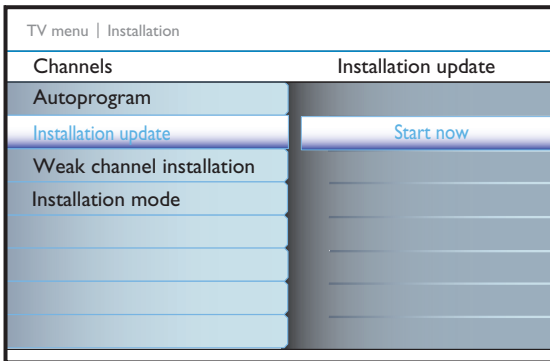 TV menu | Installation
Channels Installation update
Autoprogram
Installation update Start now
Weak channel installation
Installation mode